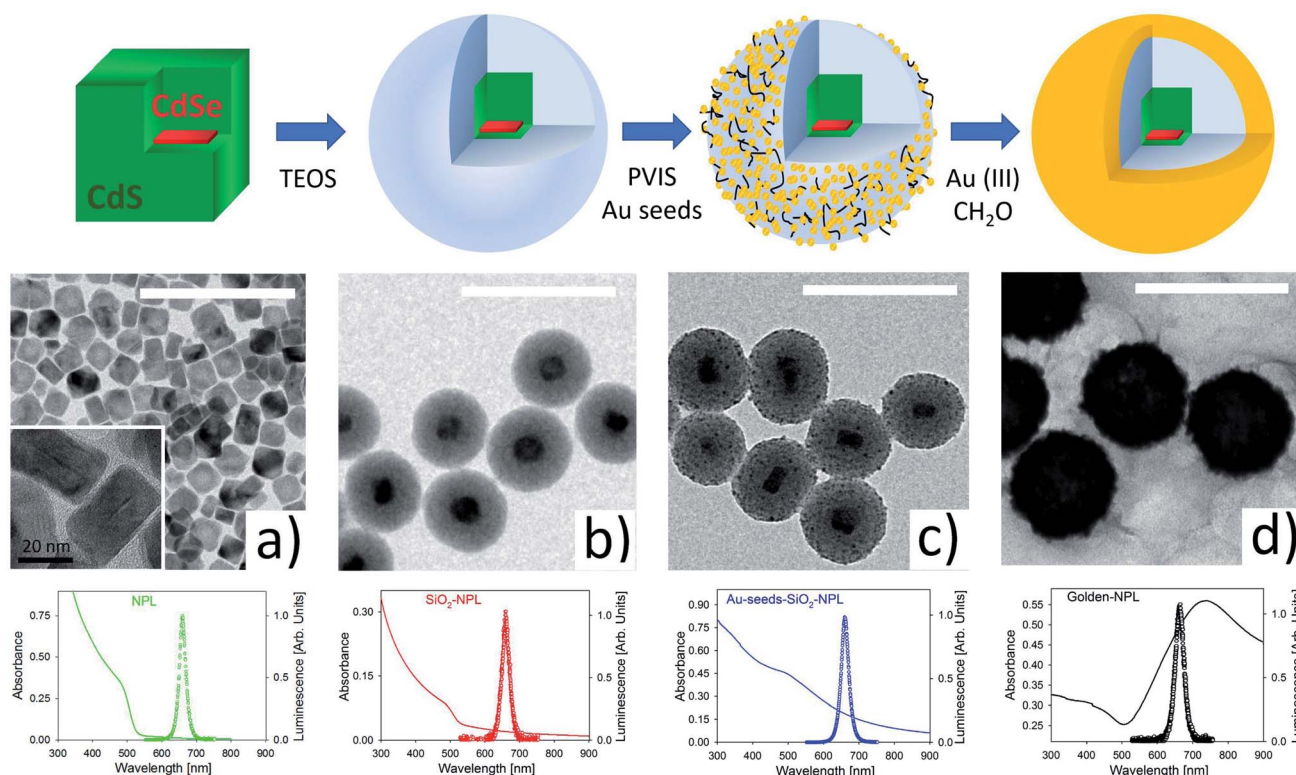 CdSe
CdS
TEOS
PVIS
Au seeds
Au (III)
CH₂O
20 nm
a)
b)
c)
d)
NPL
0.75
0.50
0.25
0.00
1.0
0.5
0.0
300 400 500 600 700 800 900
Absorbance
Luminescence [Arb. Units]
Wavelength [nm]
SiO₂-NPL
0.30
0.15
0.00
1.0
0.5
0.0
300 400 500 600 700 800 900
Absorbance
Luminescence [Arb. Units]
Wavelength [nm]
Au-seeds-SiO₂-NPL
0.90
0.75
0.60
0.45
0.30
0.15
0.00
1.0
0.5
0.0
300 400 500 600 700 800 900
Absorbance
Luminescence [Arb. Units]
Wavelength [nm]
Golden-NPL
0.55
0.50
0.45
0.40
0.35
0.30
0.25
1.0
0.5
0.0
300 400 500 600 700 800 900
Absorbance
Luminescence [Arb. Units]
Wavelength [nm]